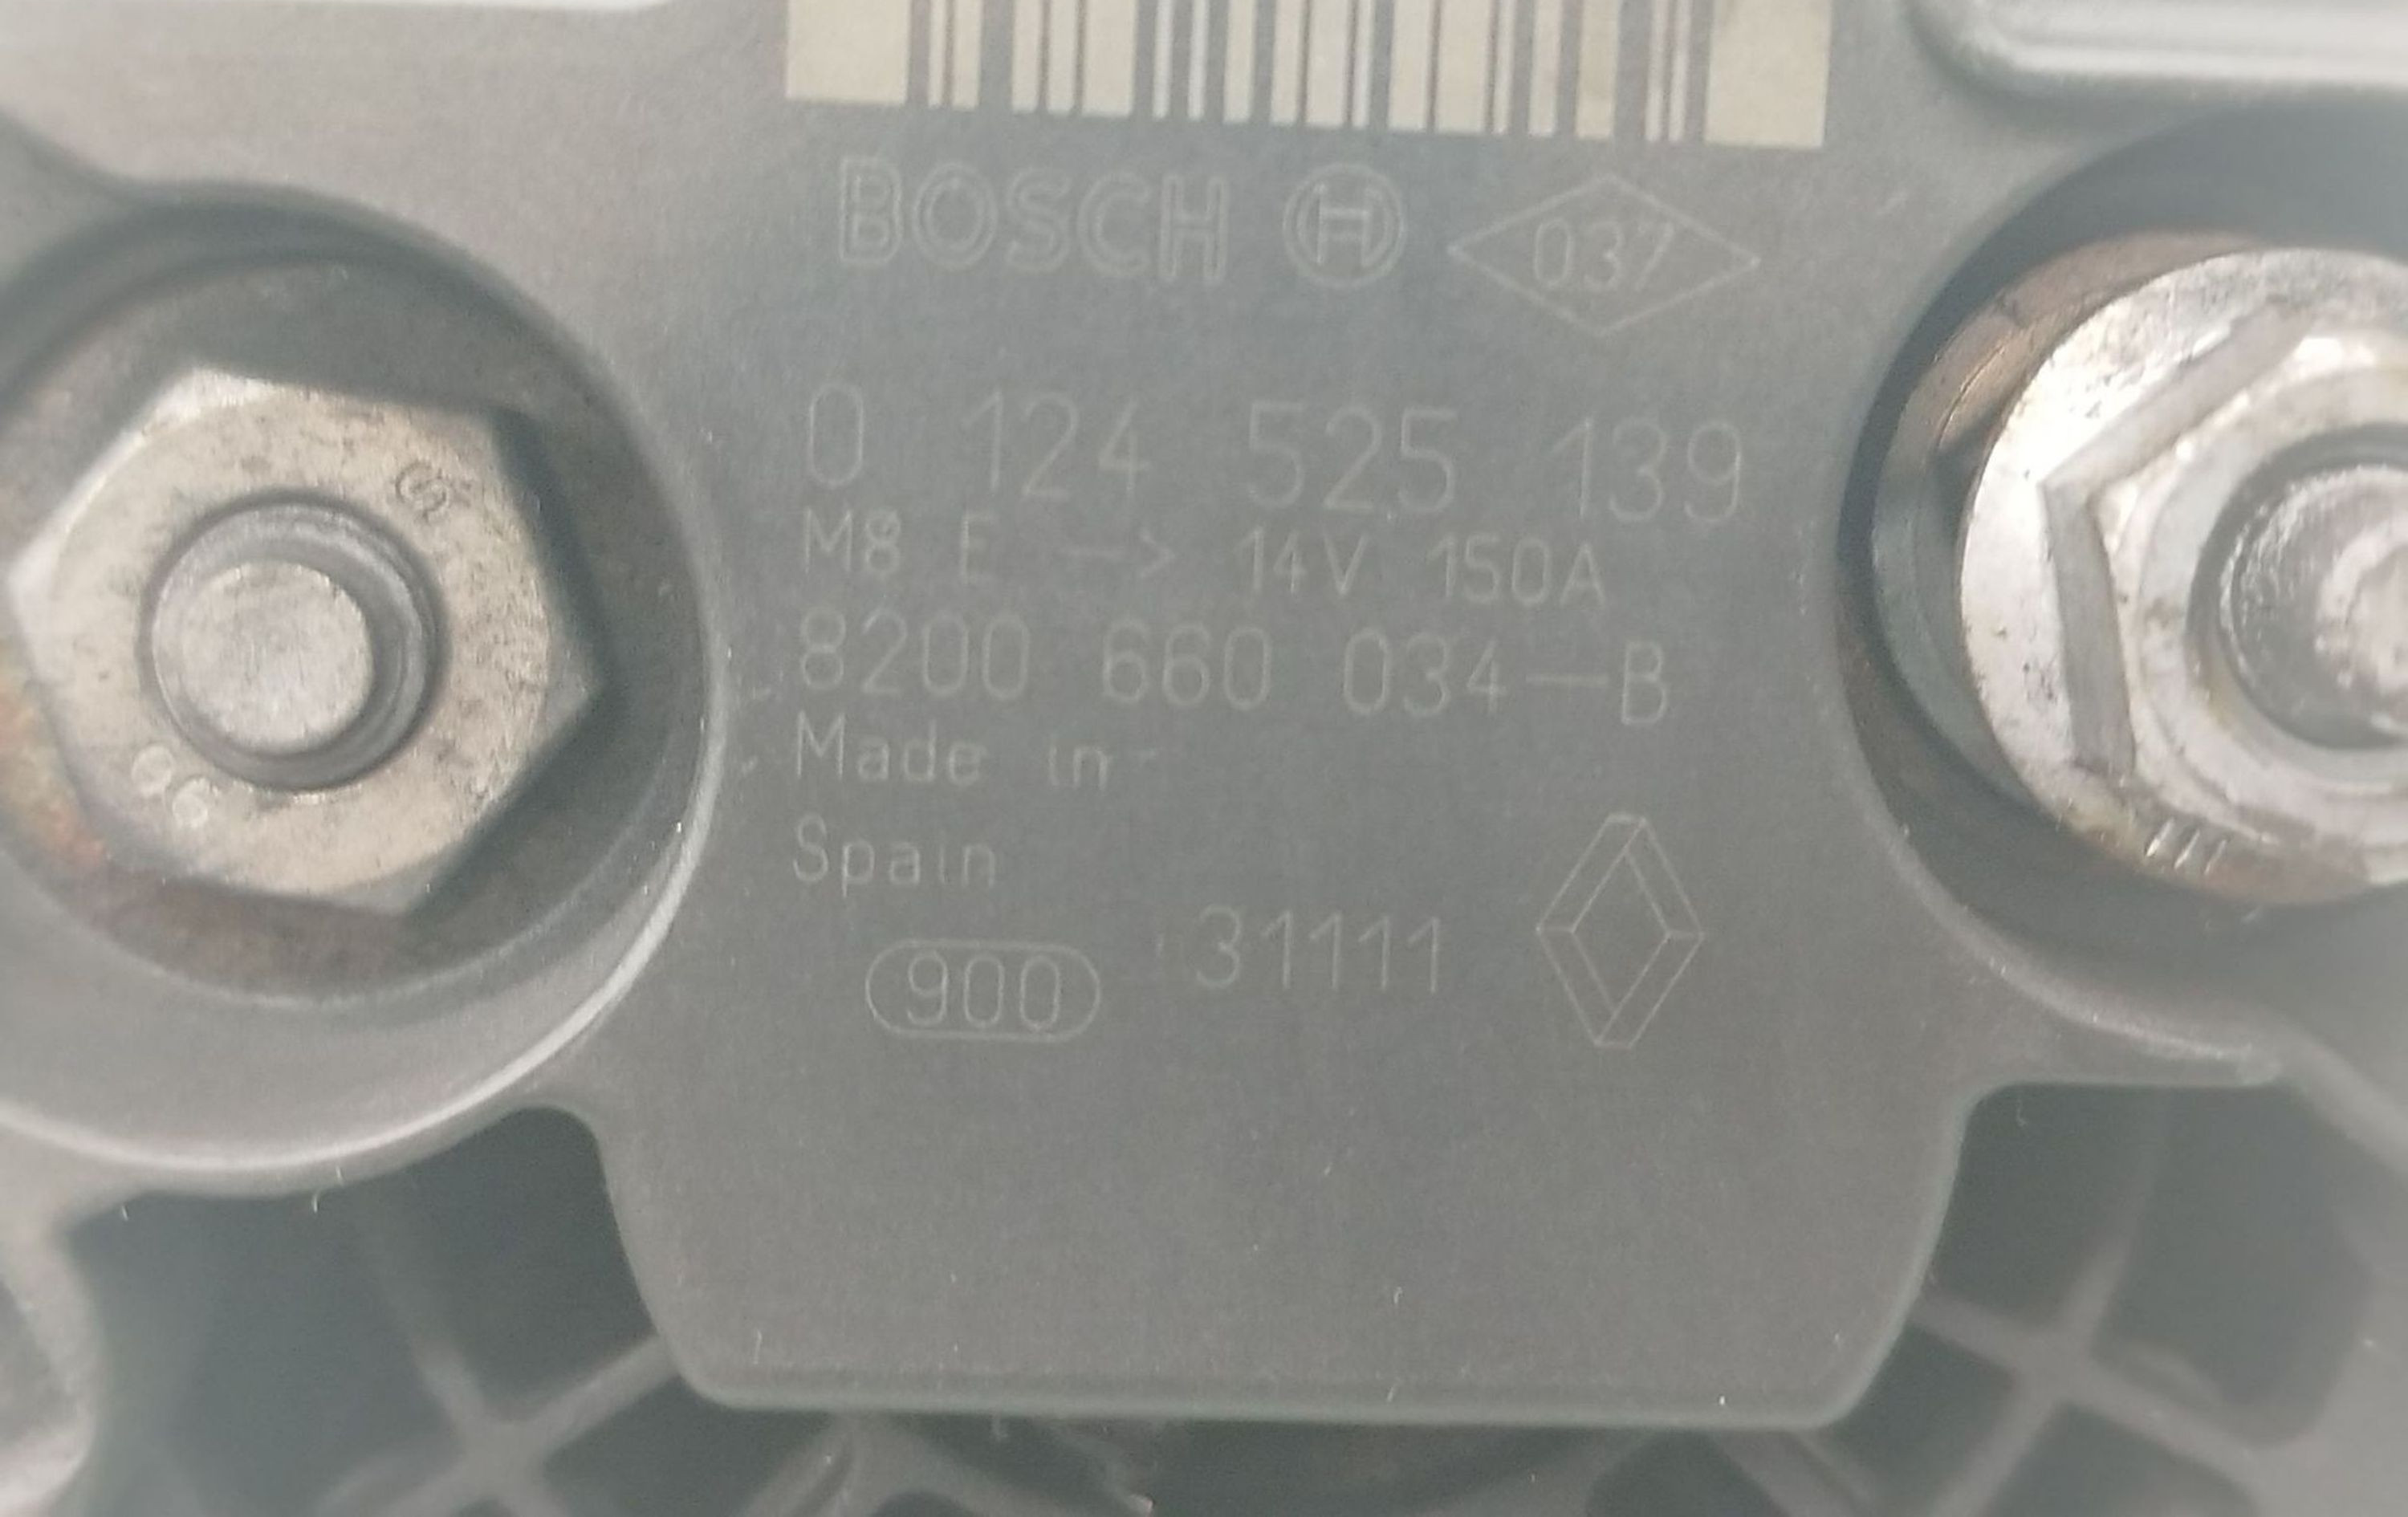 BOSCH H 037
0 124 525 139
M8 E -> 14V 150A
8200 660 034-B
Made in
Spain
900 31111